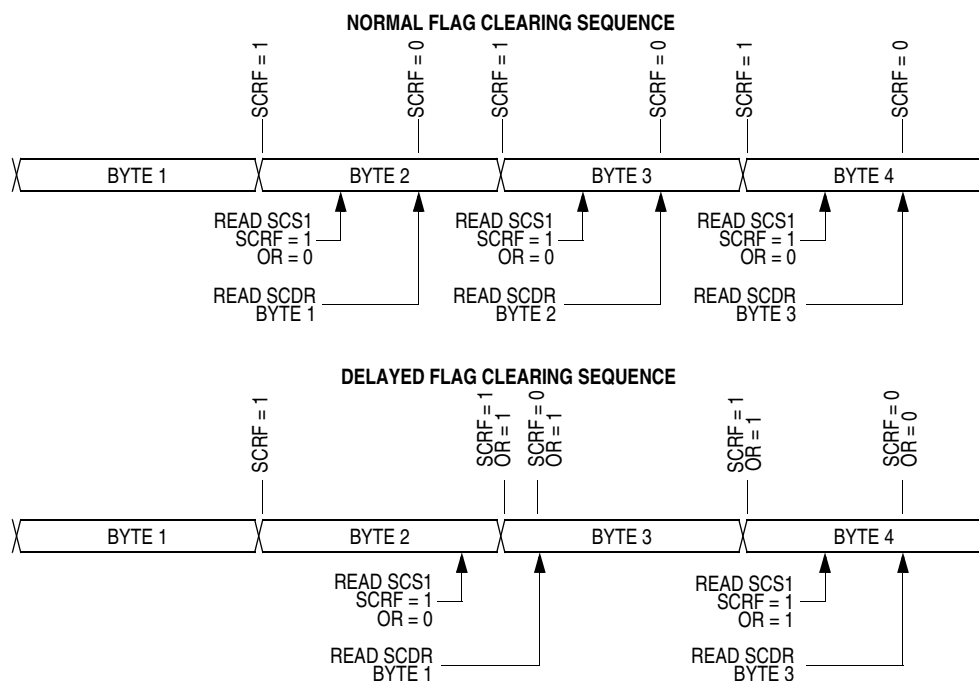 NORMAL FLAG CLEARING SEQUENCE
SCRF = 1
SCRF = 0
SCRF = 1
SCRF = 0
SCRF = 1
SCRF = 0
BYTE 1
BYTE 2
BYTE 3
BYTE 4
READ SCS1
SCRF = 1
OR = 0
READ SCS1
SCRF = 1
OR = 0
READ SCS1
SCRF = 1
OR = 0
READ SCDR
BYTE 1
READ SCDR
BYTE 2
READ SCDR
BYTE 3
DELAYED FLAG CLEARING SEQUENCE
SCRF = 1
SCRF = 1
OR = 1
SCRF = 0
OR = 1
SCRF = 1
OR = 1
SCRF = 0
OR = 0
BYTE 1
BYTE 2
BYTE 3
BYTE 4
READ SCS1
SCRF = 1
OR = 0
READ SCS1
SCRF = 1
OR = 1
READ SCDR
BYTE 1
READ SCDR
BYTE 3